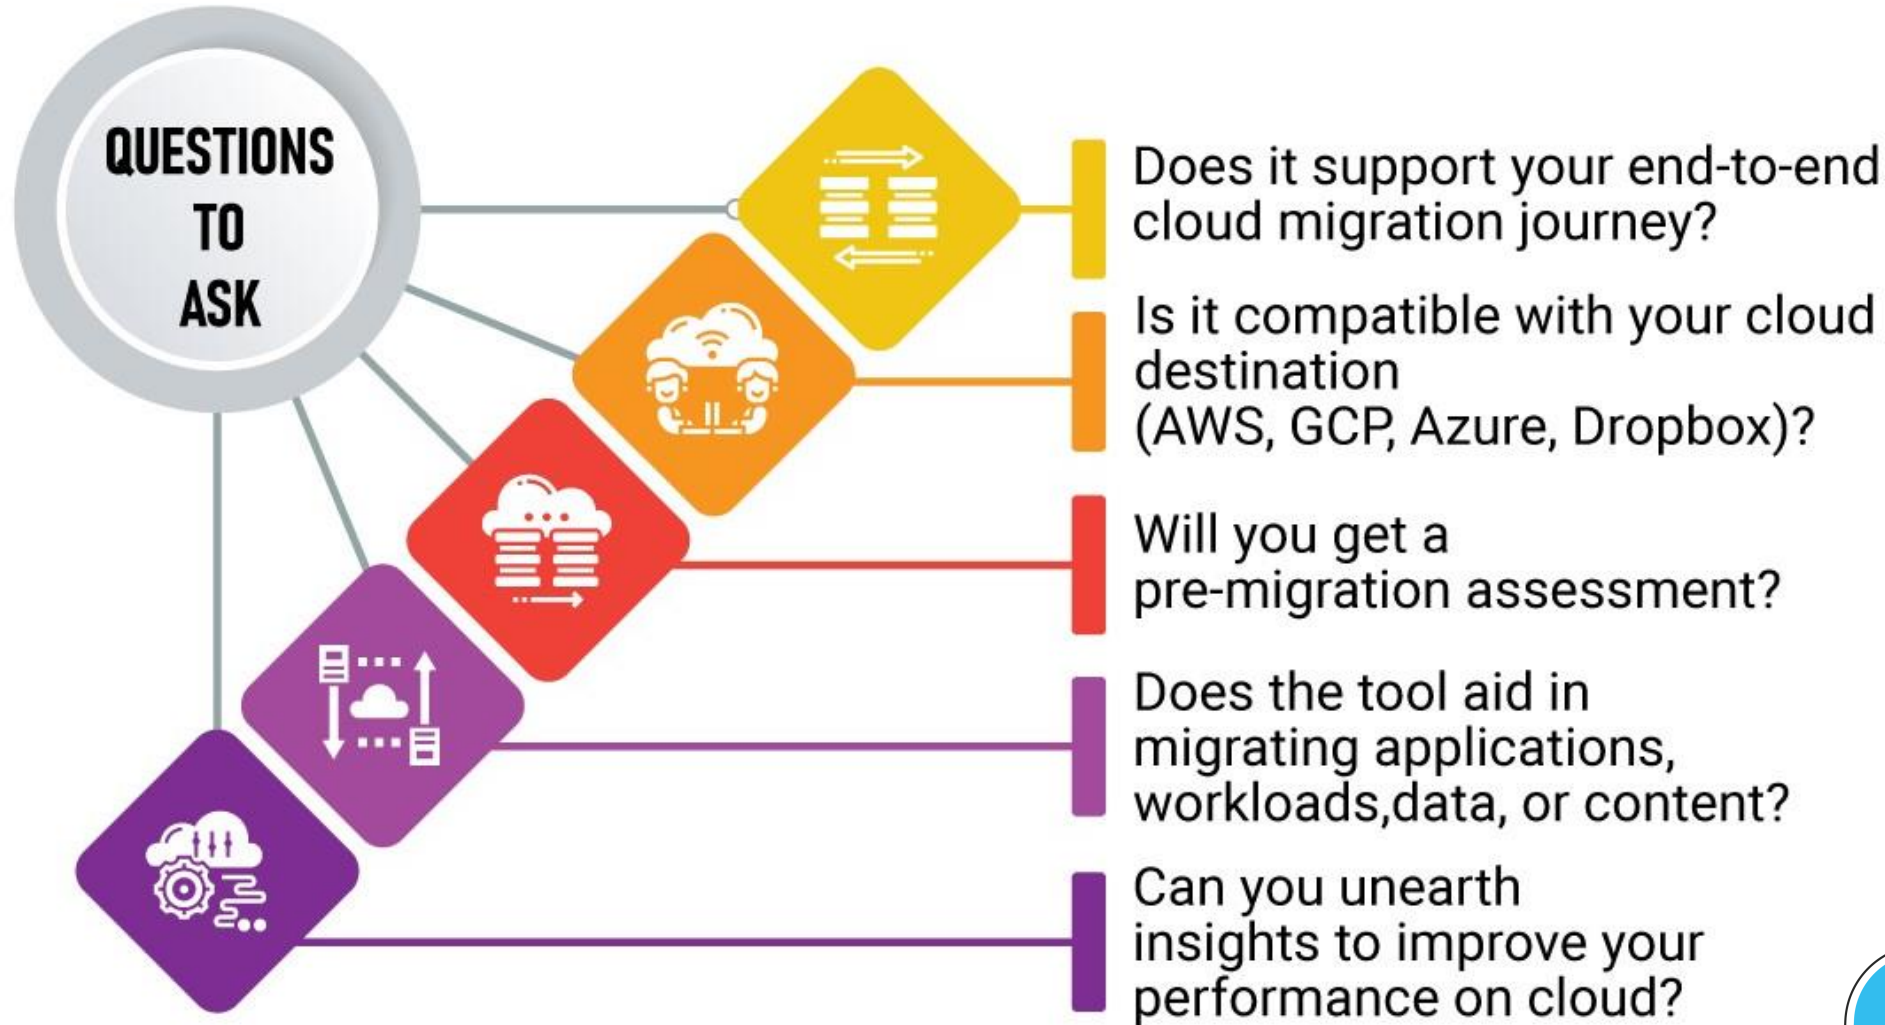 QUESTIONS
TO
ASK
Does it support your end-to-end
cloud migration journey?
Is it compatible with your cloud
destination
(AWS, GCP, Azure, Dropbox)?
Will you get a
pre-migration assessment?
Does the tool aid in
migrating applications,
workloads,data, or content?
Can you unearth
insights to improve your
performance on cloud?